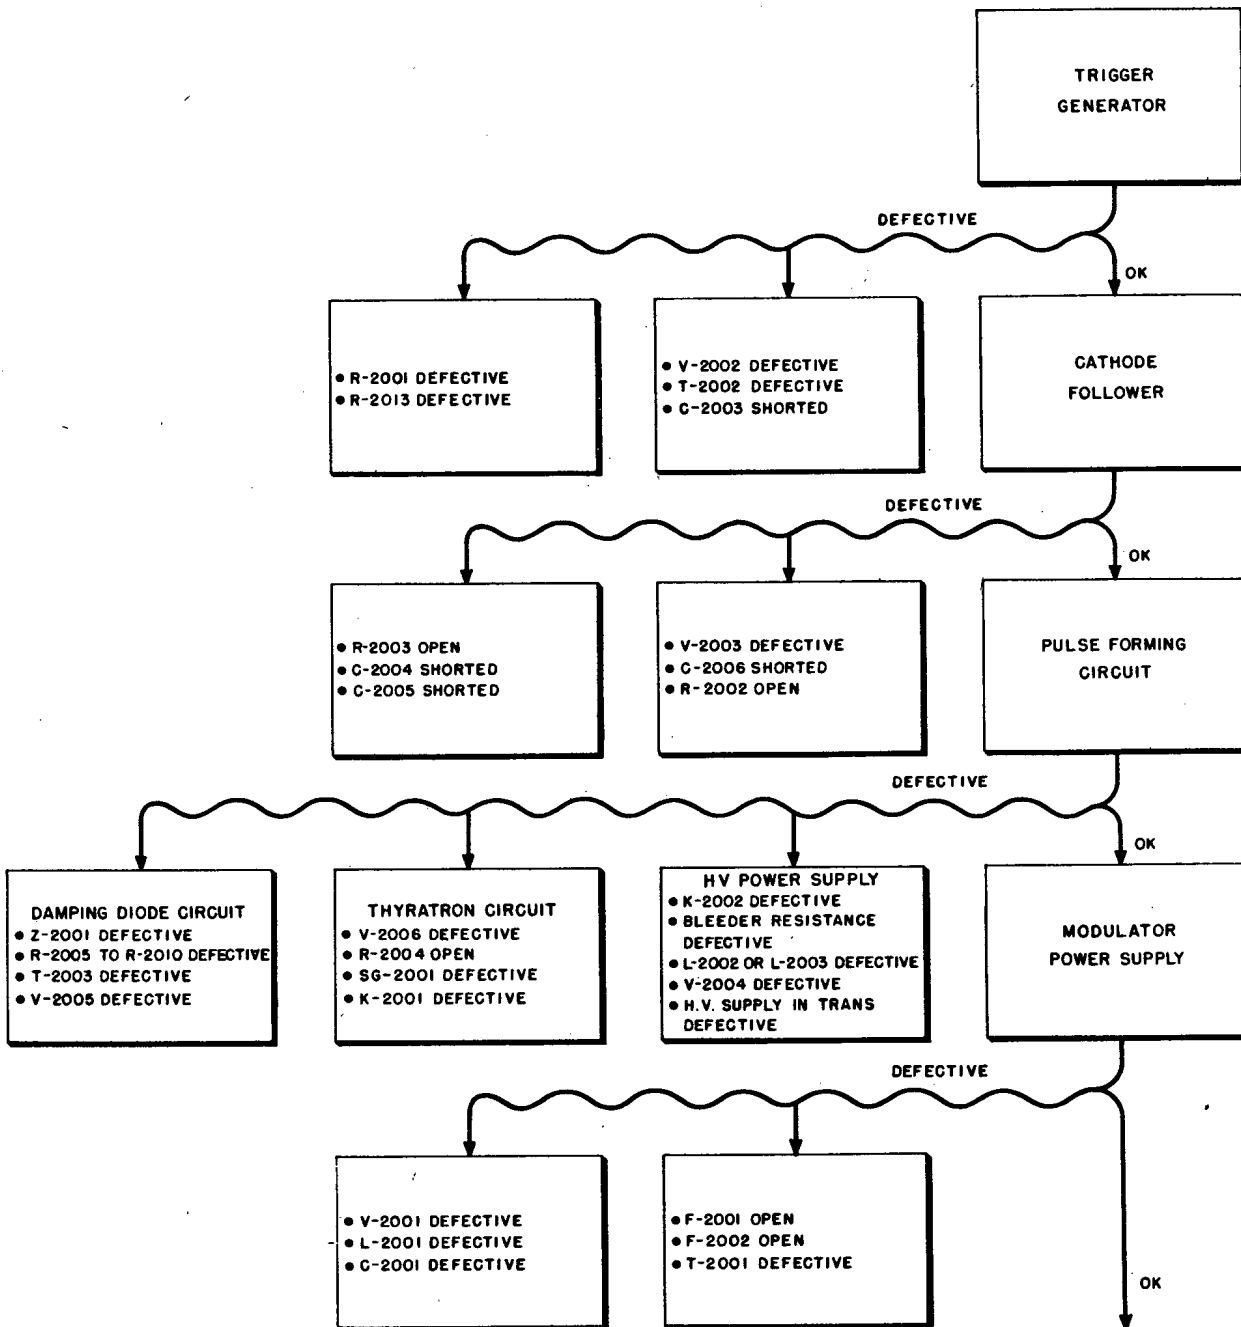 TRIGGER
GENERATOR
DEFECTIVE
OK
● R-2001 DEFECTIVE
● R-2013 DEFECTIVE
● V-2002 DEFECTIVE
● T-2002 DEFECTIVE
● C-2003 SHORTED
CATHODE
FOLLOWER
DEFECTIVE
OK
● R-2003 OPEN
● C-2004 SHORTED
● C-2005 SHORTED
● V-2003 DEFECTIVE
● C-2006 SHORTED
● R-2002 OPEN
PULSE FORMING
CIRCUIT
DEFECTIVE
OK
DAMPING DIODE CIRCUIT
● Z-2001 DEFECTIVE
● R-2005 TO R-2010 DEFECTIVE
● T-2003 DEFECTIVE
● V-2005 DEFECTIVE
THYRATRON CIRCUIT
● V-2006 DEFECTIVE
● R-2004 OPEN
● SG-2001 DEFECTIVE
● K-2001 DEFECTIVE
HV POWER SUPPLY
● K-2002 DEFECTIVE
● BLEEDER RESISTANCE
DEFECTIVE
● L-2002 OR L-2003 DEFECTIVE
● V-2004 DEFECTIVE
● H.V. SUPPLY IN TRANS
DEFECTIVE
MODULATOR
POWER SUPPLY
DEFECTIVE
● V-2001 DEFECTIVE
● L-2001 DEFECTIVE
● C-2001 DEFECTIVE
● F-2001 OPEN
● F-2002 OPEN
● T-2001 DEFECTIVE
OK